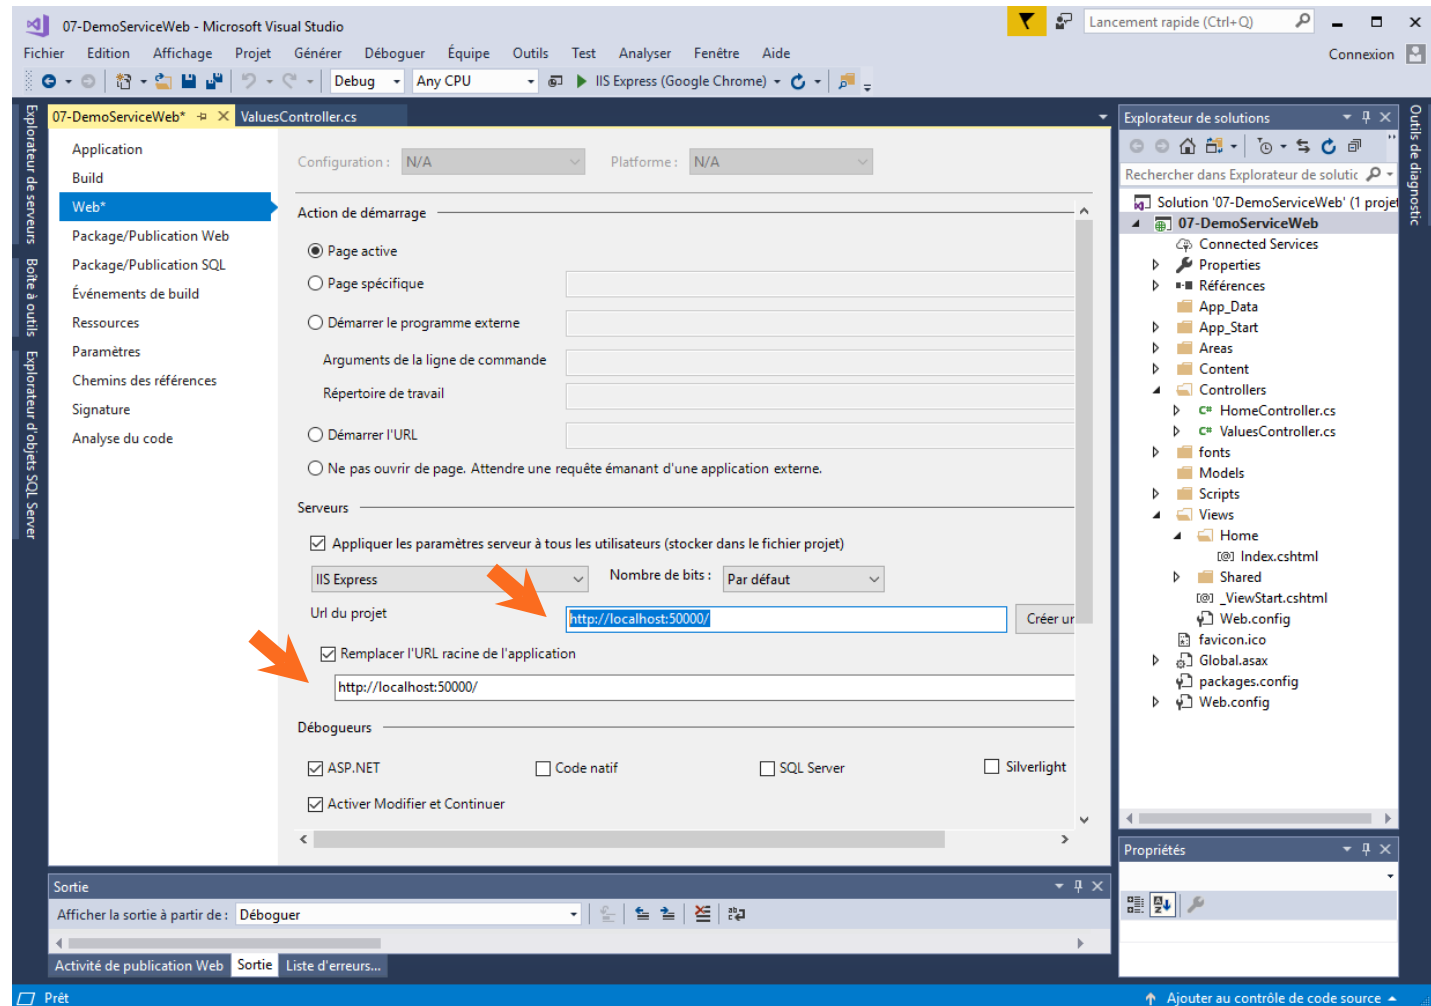 07-DemoServiceWeb - Microsoft Visual Studio
Lancement rapide (Ctrl+Q)
Fichier Edition Affichage Projet Générer Déboguer Équipe Outils Test Analyser Fenêtre Aide
Connexion
Debug Any CPU IIS Express (Google Chrome)
Explorateur de serveurs
Boîte à outils
Explorateur d'objets SQL Server
07-DemoServiceWeb* ValuesController.cs
Application
Build
Web*
Package/Publication Web
Package/Publication SQL
Événements de build
Ressources
Paramètres
Chemins des références
Signature
Analyse du code
Configuration : N/A Platforme : N/A
Action de démarrage
Page active
Page spécifique
Démarrer le programme externe
Arguments de la ligne de commande
Répertoire de travail
Démarrer l'URL
Ne pas ouvrir de page. Attendre une requête émanant d'une application externe.
Serveurs
Appliquer les paramètres serveur à tous les utilisateurs (stocker dans le fichier projet)
IIS Express Nombre de bits : Par défaut
Url du projet http://localhost:50000/ Créer ur
Remplacer l'URL racine de l'application
http://localhost:50000/
Débogueurs
ASP.NET Code natif SQL Server Silverlight
Activer Modifier et Continuer
Explorateur de solutions
Rechercher dans Explorateur de solutic
Solution '07-DemoServiceWeb' (1 projet
07-DemoServiceWeb
Connected Services
Properties
Références
App_Data
App_Start
Areas
Content
Controllers
C# HomeController.cs
C# ValuesController.cs
fonts
Models
Scripts
Views
Home
[@] Index.cshtml
Shared
[@] _ViewStart.cshtml
Web.config
favicon.ico
Global.asax
packages.config
Web.config
Outils de diagnostic
Propriétés
Sortie
Afficher la sortie à partir de : Déboguer
Activité de publication Web Sortie Liste d'erreurs...
Prêt
Ajouter au contrôle de code source